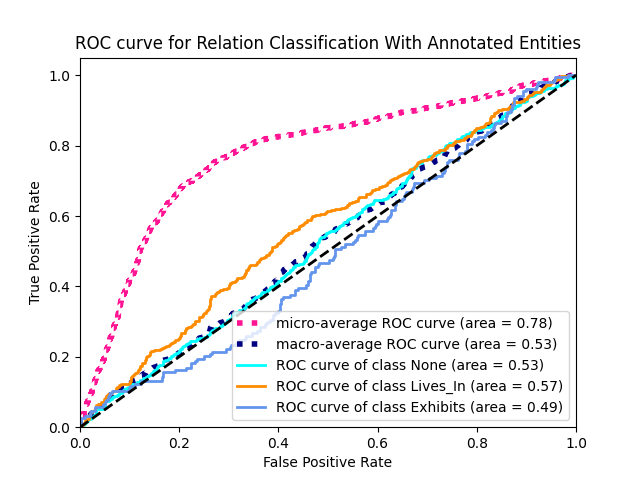 ROC curve for Relation Classification With Annotated Entities
True Positive Rate
1.0
0.8
0.6
0.4
0.2
0.0
micro-average ROC curve (area = 0.78)
macro-average ROC curve (area = 0.53)
ROC curve of class None (area = 0.53)
ROC curve of class Lives_In (area = 0.57)
ROC curve of class Exhibits (area = 0.49)
0.0 0.2 0.4 0.6 0.8 1.0
False Positive Rate